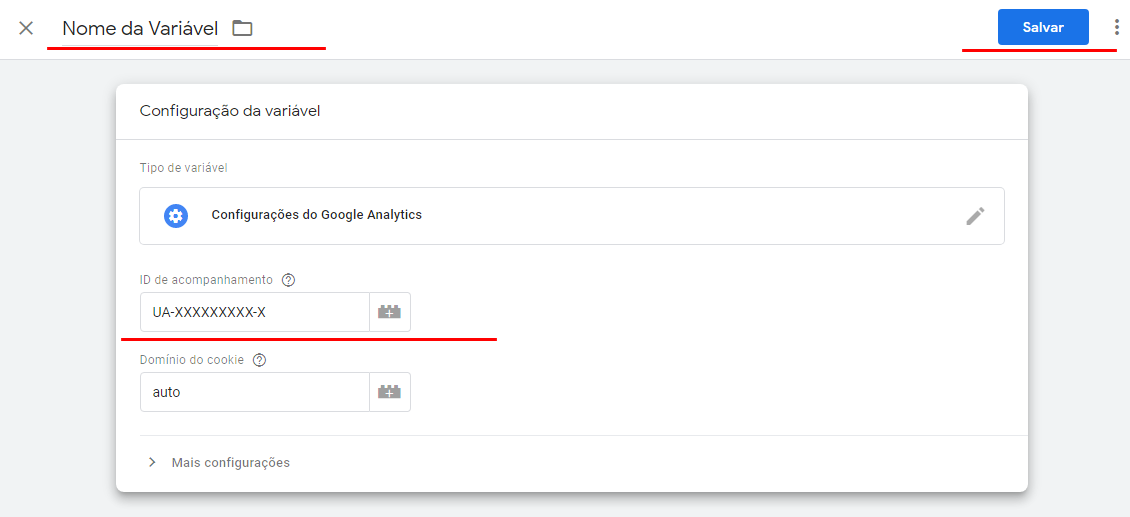 Nome da Variável
Salvar
Configuração da variável
Tipo de variável
Configurações do Google Analytics
ID de acompanhamento
UA-XXXXXXXXX-X
Domínio do cookie
auto
Mais configurações